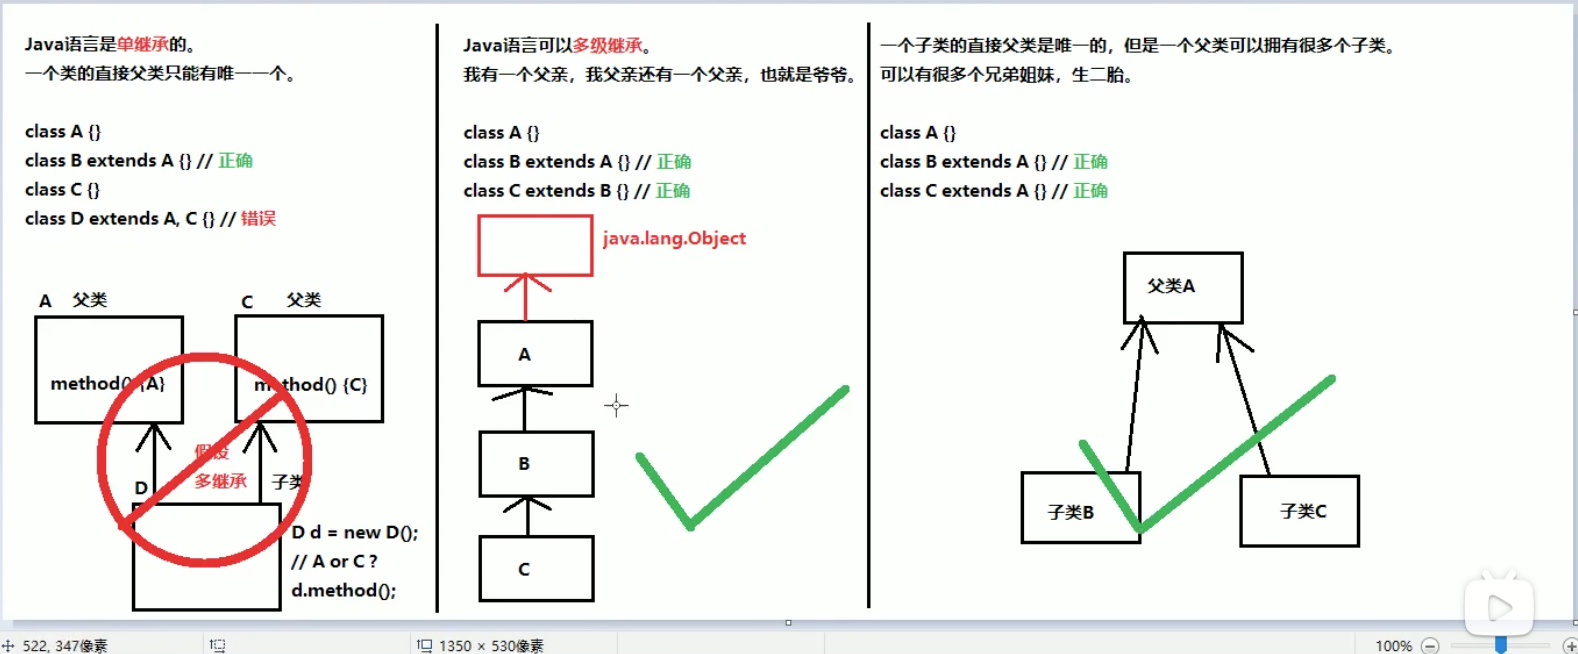 Java语言是单继承的。
一个类的直接父类只能有唯一一个。
class A {}
class B extends A {} // 正确
class C {}
class D extends A, C {} // 错误
A 父类
C 父类
method() {A}
method() {C}
假设
多继承
D
子类
D d = new D();
// A or C ?
d.method();
Java语言可以多级继承。
我有一个父亲，我父亲还有一个父亲，也就是爷爷。
class A {}
class B extends A {} // 正确
class C extends B {} // 正确
java.lang.Object
A
B
C
一个子类的直接父类是唯一的，但是一个父类可以拥有很多个子类。
可以有很多个兄弟姐妹，生二胎。
class A {}
class B extends A {} // 正确
class C extends A {} // 正确
父类A
子类B
子类C
522, 347像素
1350 × 530像素
100%